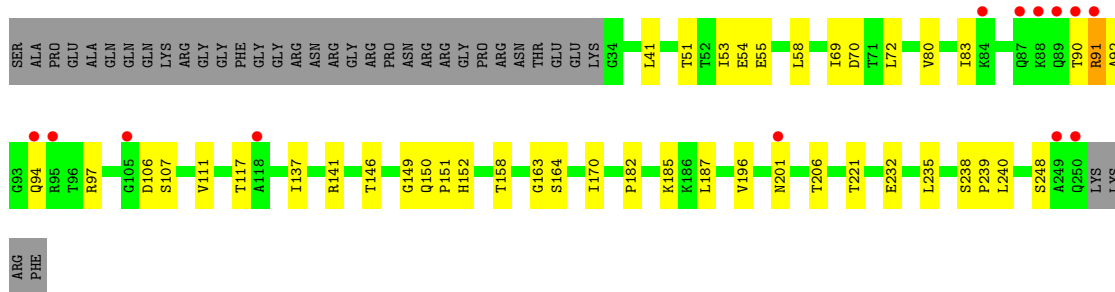 SER ALA PRO GLU ALA GLN GLN GLN LYS ARG GLY GLY PHE GLY GLY ARG ASN ARG GLY ARG PRO ASN ARG ARG GLY PRO ARG ASN THR GLU GLU LYS G34 L41 T51 T52 I53 E54 E55 L58 I69 D70 T71 L72 V80 I83 K84 Q87 K88 Q89 T90 R91 A92
G93 Q94 R95 T96 R97 G105 D106 S107 V111 T117 A118 I137 R141 T146 G149 Q150 P151 H152 T158 G163 S164 I170 P182 K185 K186 L187 V196 N201 T206 T221 E232 L235 S238 P239 L240 S248 A249 Q250 LYS LYS
ARG PHE